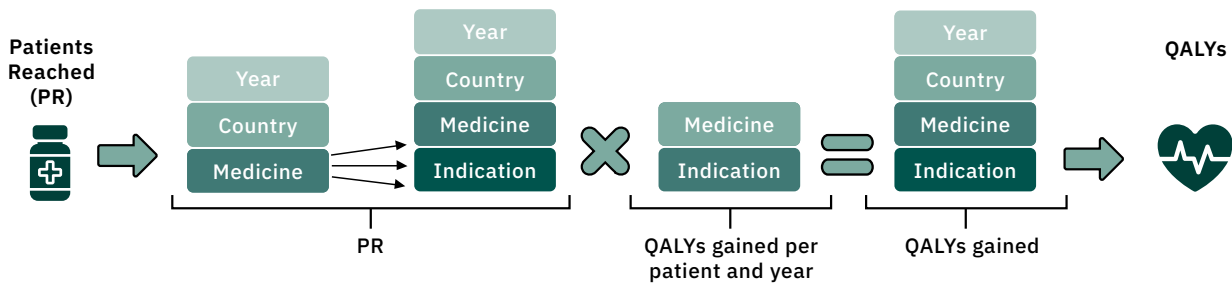 Patients
Reached
(PR)
Year
Country
Medicine
Year
Country
Medicine
Indication
PR
Medicine
Indication
QALYs gained per
patient and year
Year
Country
Medicine
Indication
QALYs gained
QALYs